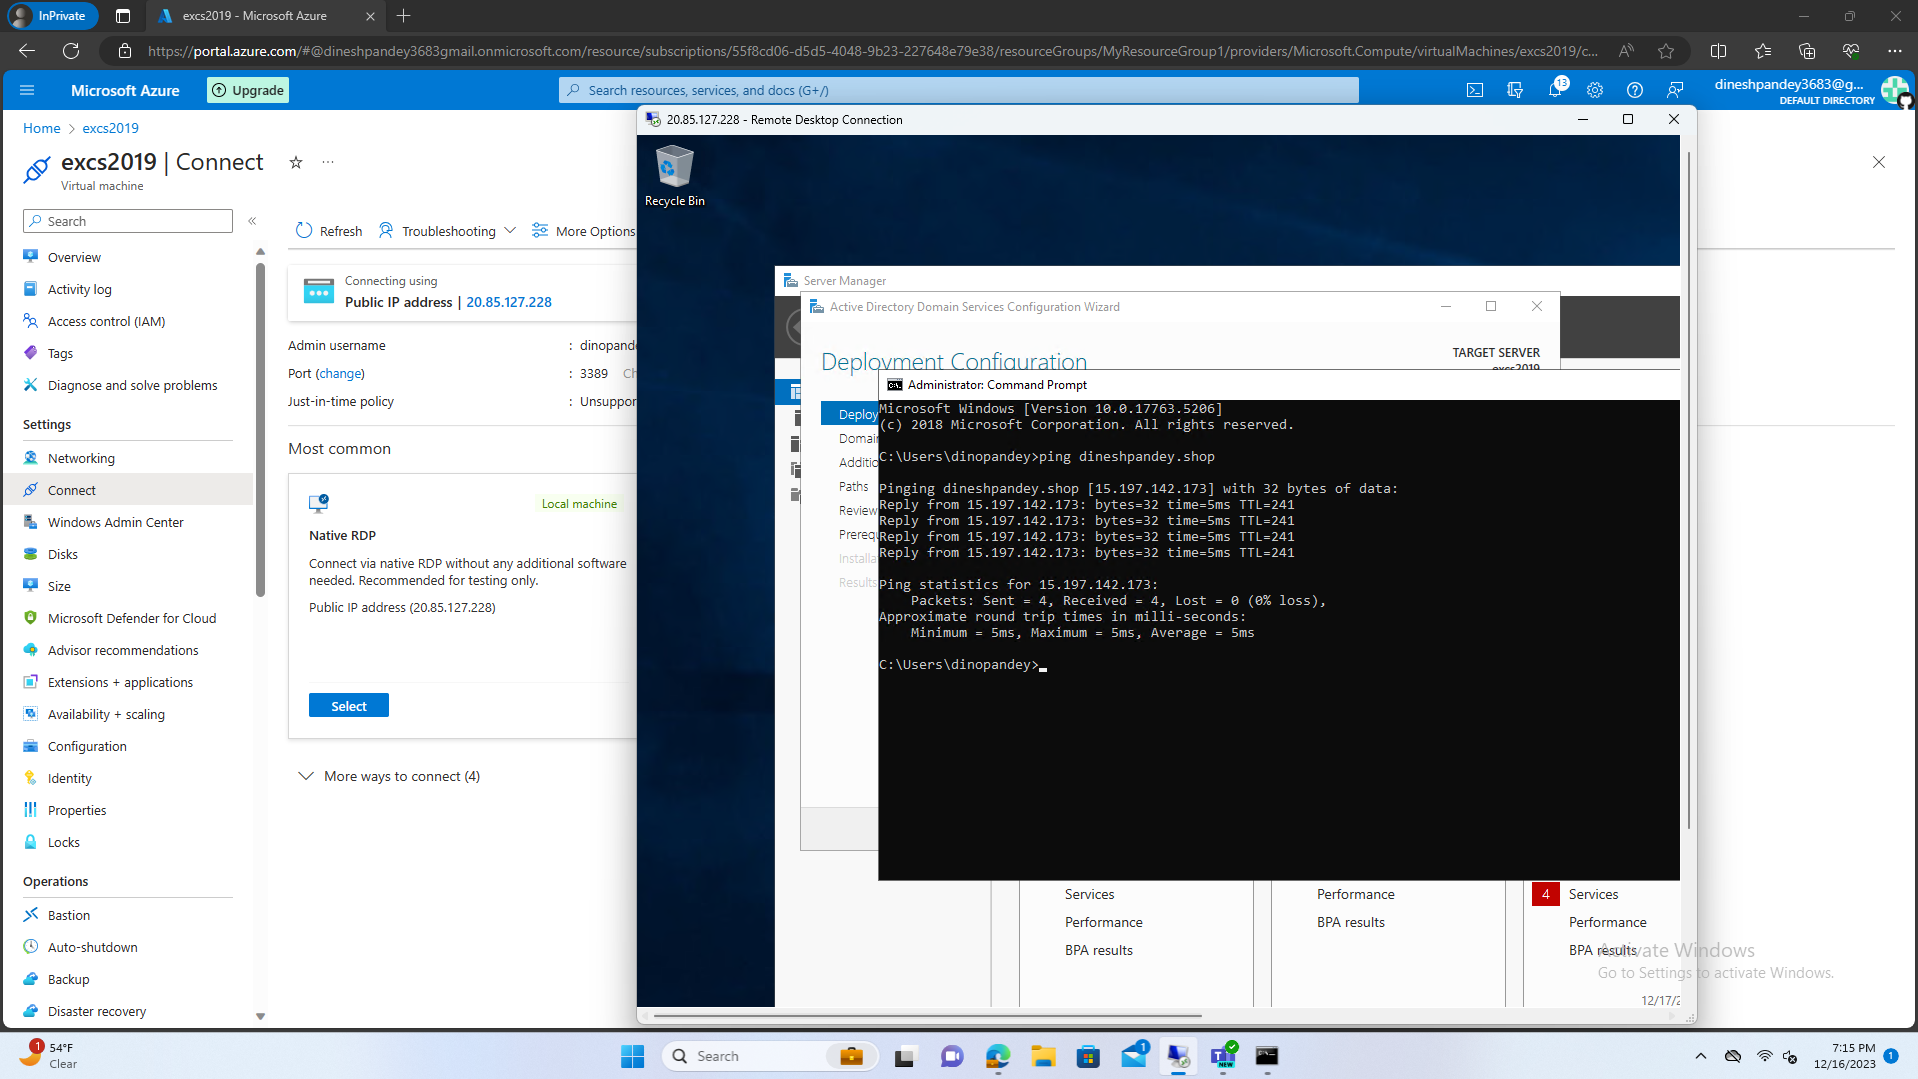 InPrivate
excs2019 - Microsoft Azure
https://portal.azure.com/#@dineshpandey3683gmail.onmicrosoft.com/resource/subscriptions/55f8cd06-d5d5-4048-9b23-227648e79e38/resourceGroups/MyResourceGroup1/providers/Microsoft.Compute/virtualMachines/excs2019/c...
Microsoft Azure
Upgrade
Search resources, services, and docs (G+/)
13
dineshpandey3683@g...
DEFAULT DIRECTORY
Home > excs2019
excs2019 | Connect
Virtual machine
Search
Overview
Activity log
Access control (IAM)
Tags
Diagnose and solve problems
Settings
Networking
Connect
Windows Admin Center
Disks
Size
Microsoft Defender for Cloud
Advisor recommendations
Extensions + applications
Availability + scaling
Configuration
Identity
Properties
Locks
Operations
Bastion
Auto-shutdown
Backup
Disaster recovery
Refresh
Troubleshooting
More Options
Connecting using
Public IP address | 20.85.127.228
Admin username : dinopande
Port (change) : 3389 Ch
Just-in-time policy : Unsuppor
Most common
Local machine
Native RDP
Connect via native RDP without any additional software
needed. Recommended for testing only.
Public IP address (20.85.127.228)
Select
More ways to connect (4)
20.85.127.228 - Remote Desktop Connection
Recycle Bin
Server Manager
Active Directory Domain Services Configuration Wizard
Deployment Configuration
TARGET SERVER
excs2019
Deploy
Domain
Additio
Paths
Review
Prerequ
Installa
Results
Administrator: Command Prompt
Microsoft Windows [Version 10.0.17763.5206]
(c) 2018 Microsoft Corporation. All rights reserved.
C:\Users\dinopandey>ping dineshpandey.shop
Pinging dineshpandey.shop [15.197.142.173] with 32 bytes of data:
Reply from 15.197.142.173: bytes=32 time=5ms TTL=241
Reply from 15.197.142.173: bytes=32 time=5ms TTL=241
Reply from 15.197.142.173: bytes=32 time=5ms TTL=241
Reply from 15.197.142.173: bytes=32 time=5ms TTL=241
Ping statistics for 15.197.142.173:
Packets: Sent = 4, Received = 4, Lost = 0 (0% loss),
Approximate round trip times in milli-seconds:
Minimum = 5ms, Maximum = 5ms, Average = 5ms
C:\Users\dinopandey>
Services
Performance
BPA results
Performance
BPA results
4 Services
Performance
BPA results
12/17/2
Activate Windows
Go to Settings to activate Windows.
1
54°F
Clear
Search
1
NEW
7:15 PM
12/16/2023
1